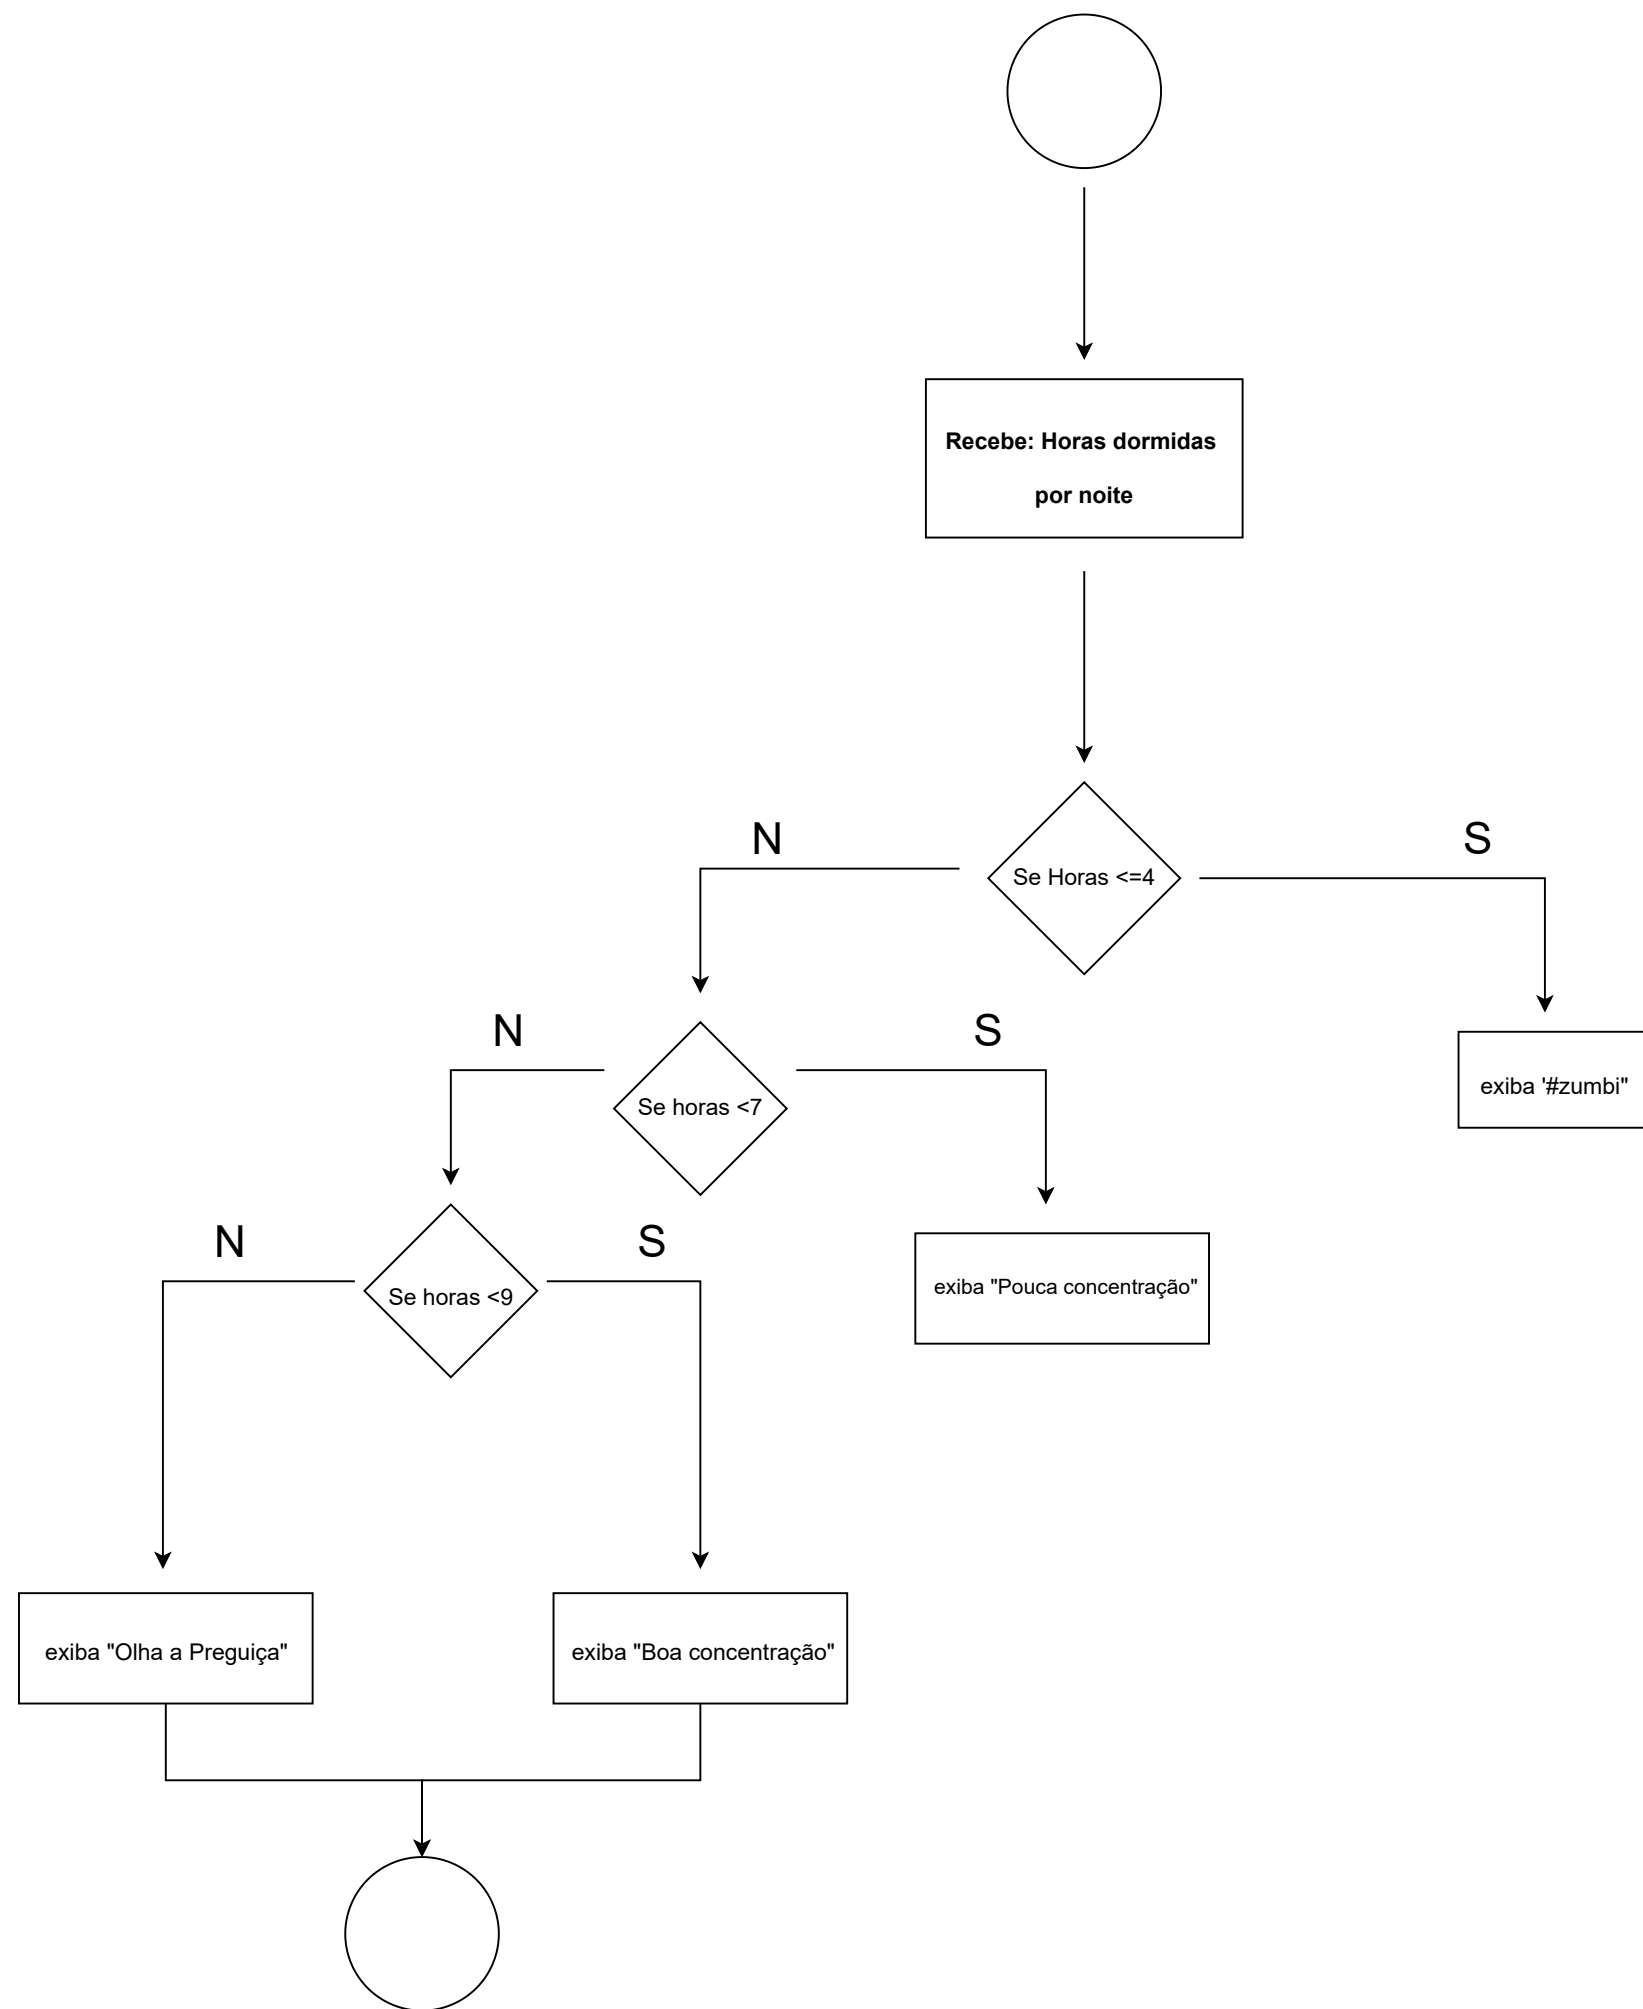 Recebe: Horas dormidas
por noite
N
S
Se Horas <=4
N
S
exiba '#zumbi"
Se horas <7
N
S
exiba "Pouca concentração"
Se horas <9
exiba "Olha a Preguiça"
exiba "Boa concentração"